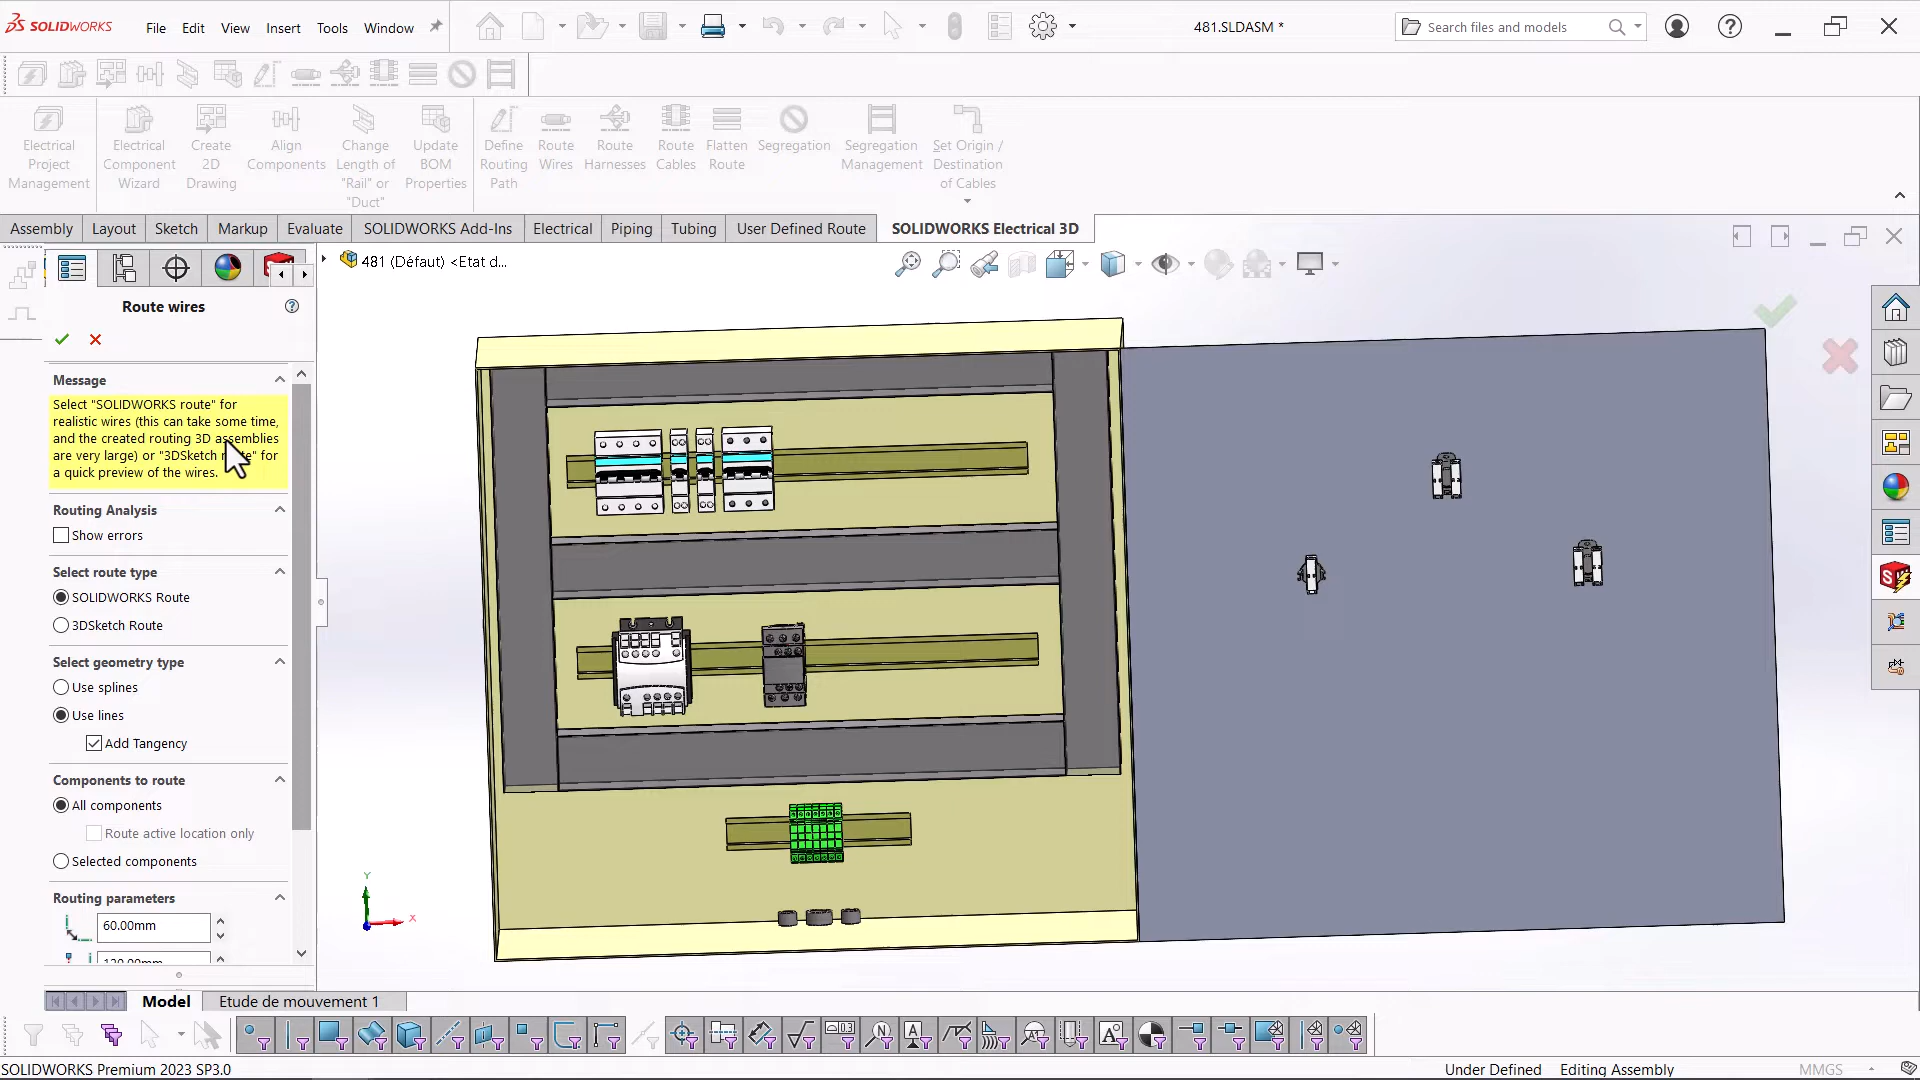 SOLIDWORKS
File Edit View Insert Tools Window
481.SLDASM *
Search files and models
Electrical Project Management
Electrical Component Wizard
Create 2D Drawing
Align Components
Change Length of "Rail" or "Duct"
Update BOM Properties
Define Routing Path
Route Wires
Route Harnesses
Route Cables
Flatten Route
Segregation
Segregation Management
Set Origin / Destination of Cables
Assembly Layout Sketch Markup Evaluate SOLIDWORKS Add-Ins Electrical Piping Tubing User Defined Route SOLIDWORKS Electrical 3D
481 (Défaut) <Etat d...
Route wires
Message
Select "SOLIDWORKS route" for
realistic wires (this can take some time,
and the created routing 3D assemblies
are very large) or "3DSketch" for
a quick preview of the wires.
Routing Analysis
Show errors
Select route type
SOLIDWORKS Route
3DSketch Route
Select geometry type
Use splines
Use lines
Add Tangency
Components to route
All components
Route active location only
Selected components
Routing parameters
60.00mm
Y
X
Model Etude de mouvement 1
SOLIDWORKS Premium 2023 SP3.0
Under Defined Editing Assembly MMGS